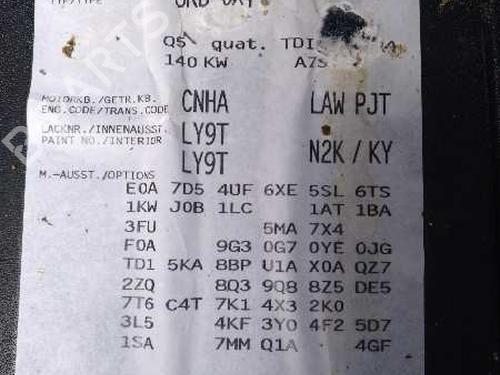 TYP/TYPE
Q5 quat. TDI
140 KW A7S
MOTORKB./GETR.KB. CNHA LAW PJT
ENG.CODE/TRANS.CODE
LACKNR./INNENAUSST. LY9T
PAINT NO./INTERIOR LY9T N2K / KY
M.-AUSST./OPTIONS
E0A 7D5 4UF 6XE 5SL 6TS
1KW J0B 1LC 1AT 1BA
3FU 5MA 7X4
F0A 9G3 0G7 0YE 0JG
TD1 5KA 8BP U1A X0A QZ7
2ZQ 8Q3 9Q8 8Z5 DE5
7T6 C4T 7K1 4X3 2K0
3L5 4KF 3Y0 4F2 5D7
1SA 7MM Q1A 4GF